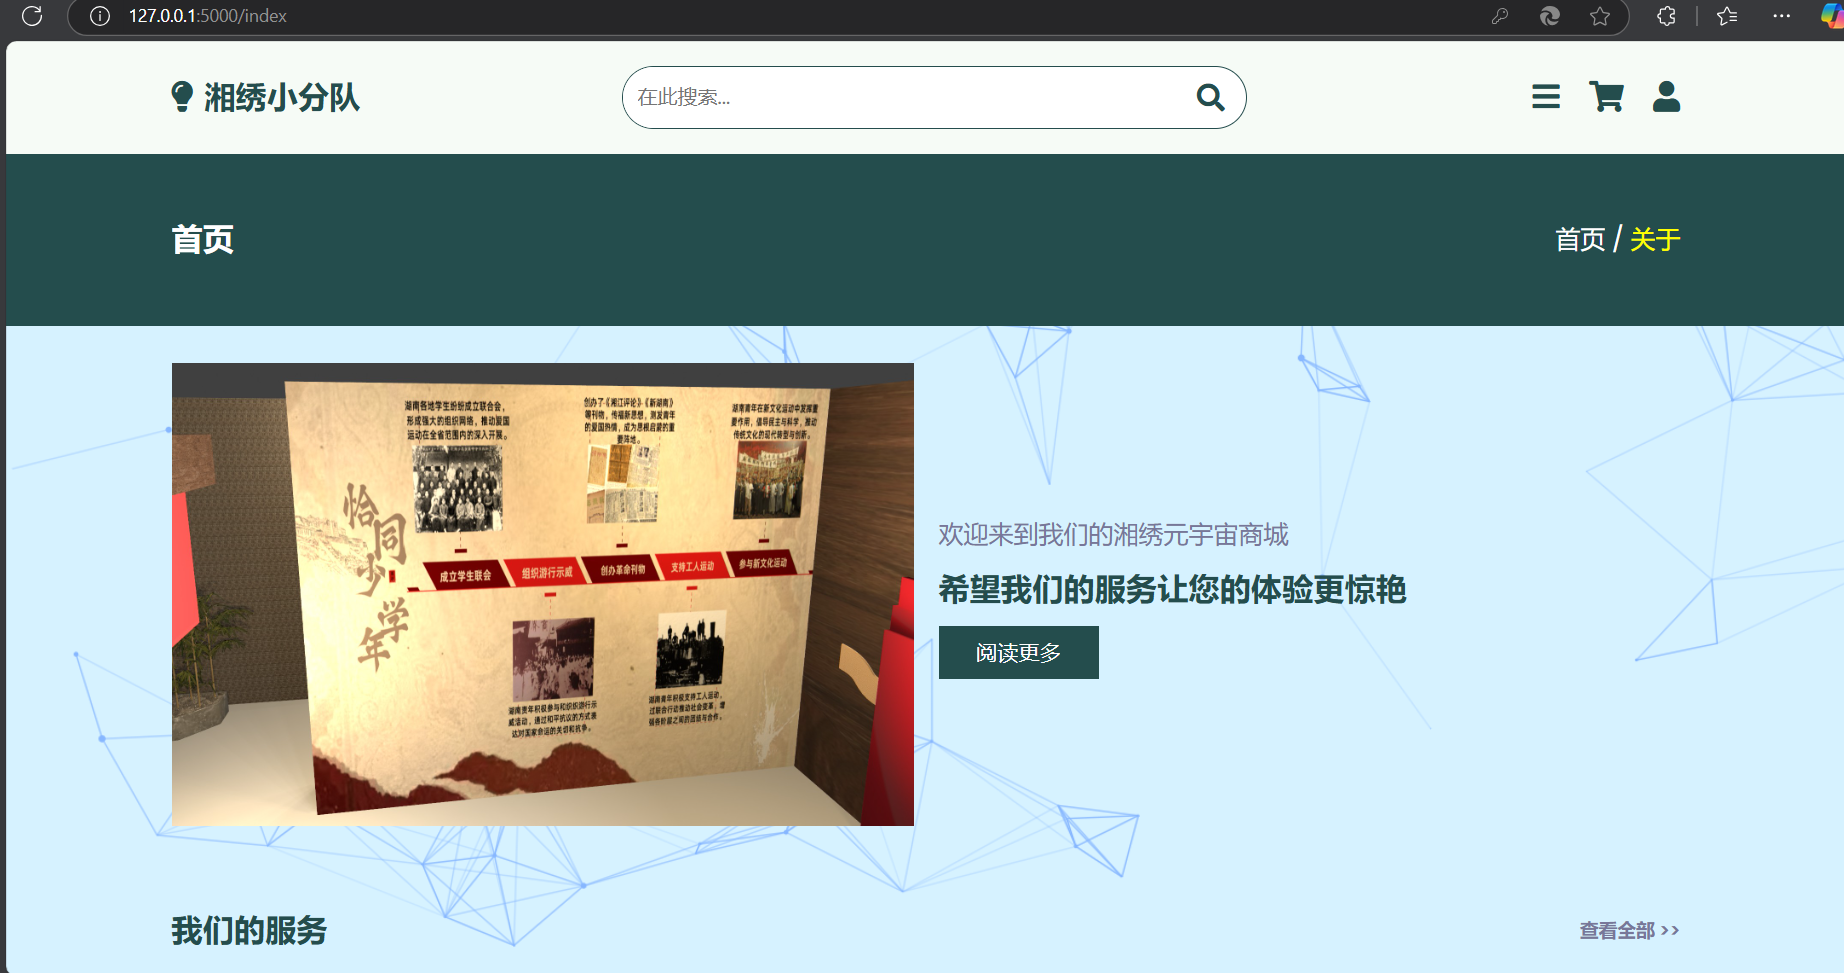 127.0.0.1:5000/index
湘绣小分队
在此搜索...
首页
首页 / 关于
湖南各地学生纷纷成立联合会，
形成强大的组织网络，推动爱国
运动在全省范围内的深入开展。
创办了《湘江评论》《新湖南》
等刊物，传播新思想，激发青年
的爱国热情，成为思想启蒙的重
要阵地。
湖南青年在新文化运动中发挥重
要作用，倡导民主与科学，推动
传统文化的现代转型与创新。
恰同少学年
成立学生联会
组织游行示威
创办革命刊物
支持工人运动
参与新文化运动
湖南青年积极参与和组织游行示
威活动，通过和平抗议的方式表
达对国家命运的关切和抗争。
湖南青年积极支持工人运动，
过联合行动推动社会变革，增
强各阶层之间的团结与合作。
欢迎来到我们的湘绣元宇宙商城
希望我们的服务让您的体验更惊艳
阅读更多
我们的服务
查看全部 >>